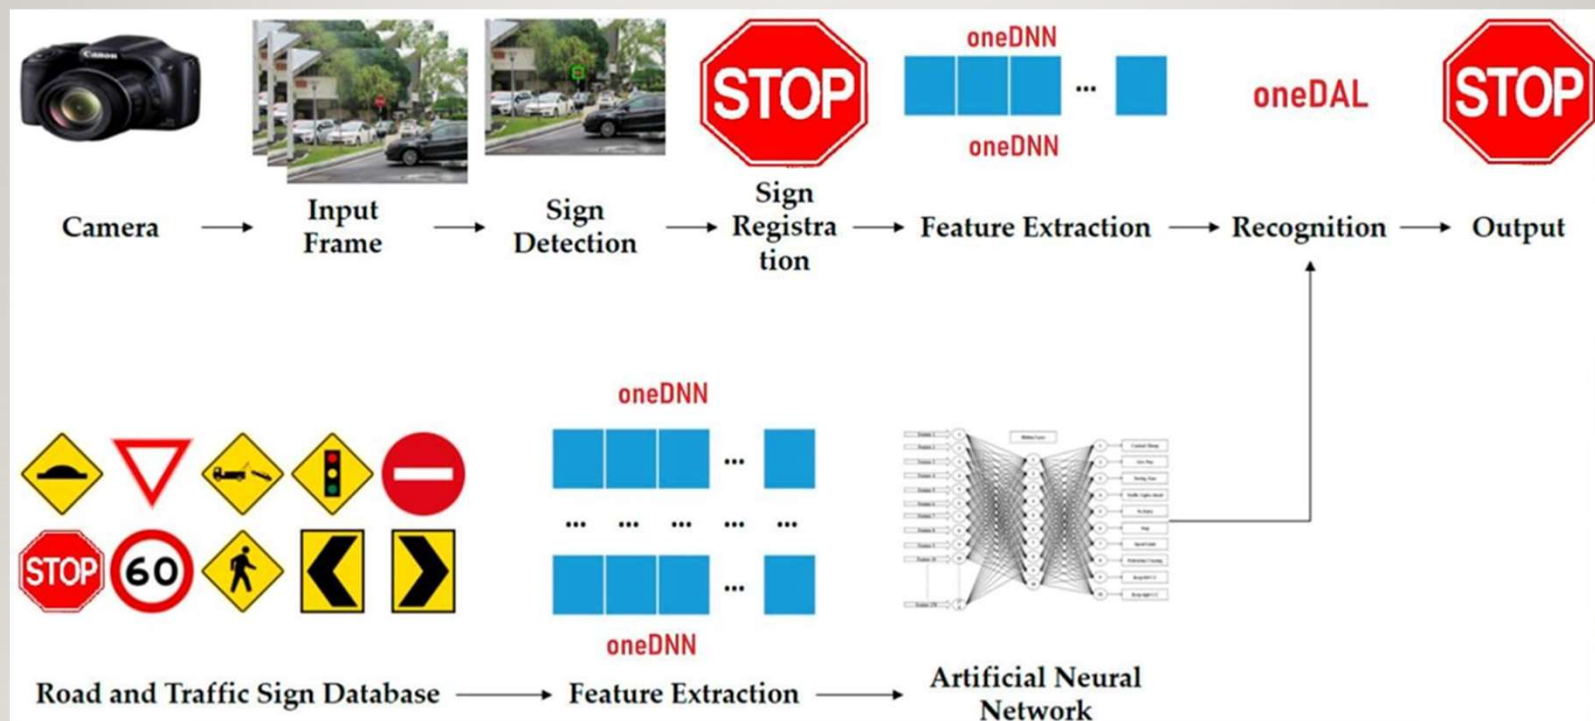 Canon
STOP
oneDNN
...
oneDNN
oneDAL
STOP
Camera
Input
Frame
Sign
Detection
Sign
Registra
tion
Feature Extraction
Recognition
Output
oneDNN
...
... ... ... ... ...
...
oneDNN
STOP
60
Road and Traffic Sign Database
Feature Extraction
Artificial Neural
Network